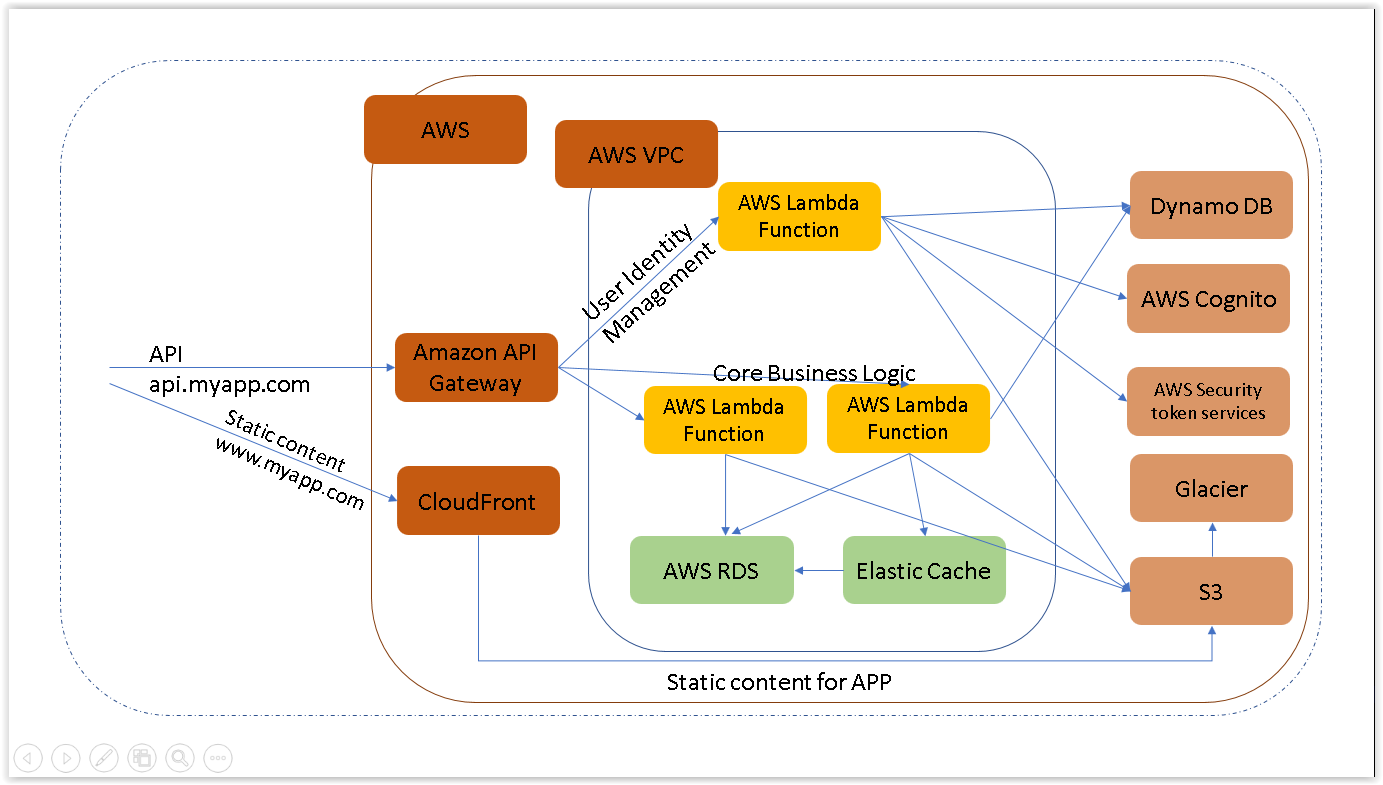 AWS
AWS VPC
AWS Lambda
Function
Dynamo DB
User Identity
Management
AWS Cognito
API
api.myapp.com
Amazon API
Gateway
Core Business Logic
AWS Lambda
Function
AWS Lambda
Function
AWS Security
token services
Static content
www.myapp.com
CloudFront
Glacier
AWS RDS
Elastic Cache
S3
Static content for APP